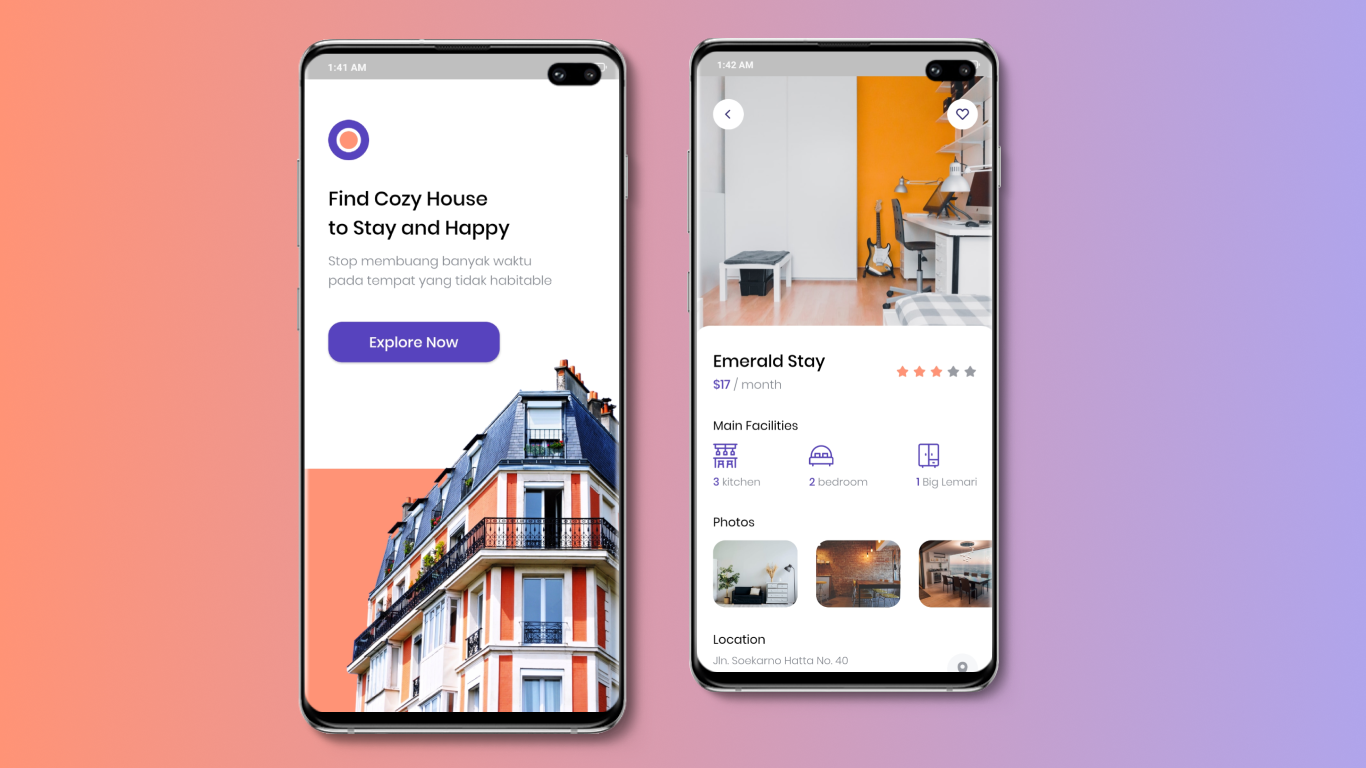 1:41 AM
Find Cozy House
to Stay and Happy
Stop membuang banyak waktu
pada tempat yang tidak habitable
Explore Now
1:42 AM
Emerald Stay
$17 / month
Main Facilities
3 kitchen
2 bedroom
1 Big Lemari
Photos
Location
Jln. Soekarno Hatta No. 40